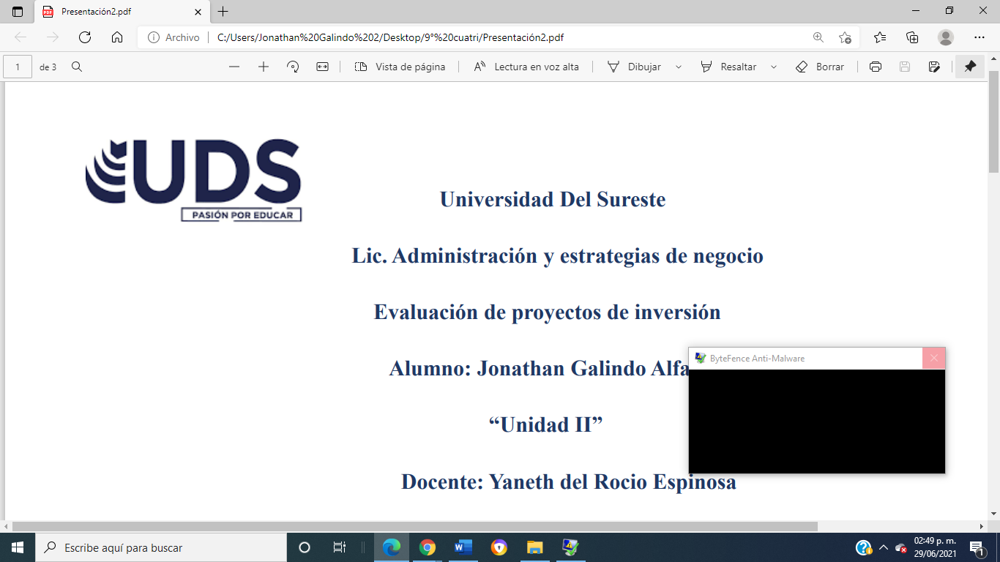 Presentación2.pdf
Archivo
C:/Users/Jonathan%20Galindo%202/Desktop/9°%20cuatri/Presentación2.pdf
1 de 3
Vista de página
Lectura en voz alta
Dibujar
Resaltar
Borrar
UDS
PASIÓN POR EDUCAR
Universidad Del Sureste
Lic. Administración y estrategias de negocio
Evaluación de proyectos de inversión
Alumno: Jonathan Galindo
“Unidad II”
Docente: Yaneth del Rocio Espinosa
ByteFence Anti-Malware
Escribe aquí para buscar
02:49 p. m.
29/06/2021
1